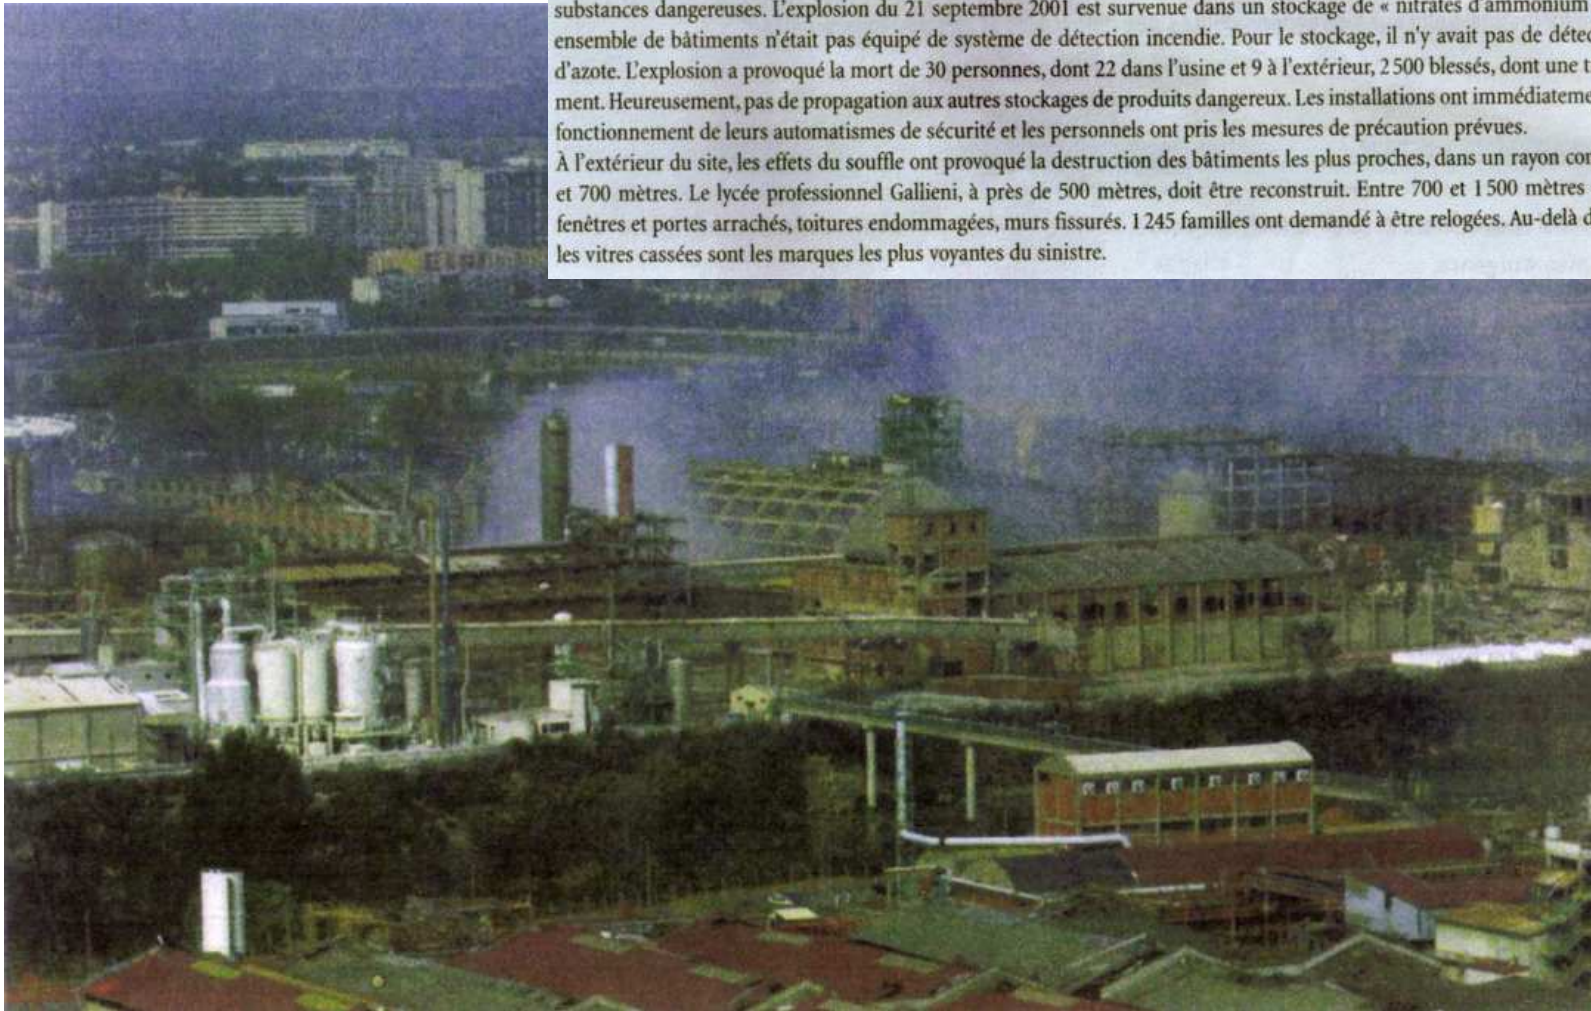 substances dangereuses. L'explosion du 21 septembre 2001 est survenue dans un stockage de « nitrates d'ammonium
ensemble de bâtiments n'était pas équipé de système de détection incendie. Pour le stockage, il n'y avait pas de détec
d'azote. L'explosion a provoqué la mort de 30 personnes, dont 22 dans l'usine et 9 à l'extérieur, 2 500 blessés, dont une t
ment. Heureusement, pas de propagation aux autres stockages de produits dangereux. Les installations ont immédiateme
fonctionnement de leurs automatismes de sécurité et les personnels ont pris les mesures de précaution prévues.
À l'extérieur du site, les effets du souffle ont provoqué la destruction des bâtiments les plus proches, dans un rayon con
et 700 mètres. Le lycée professionnel Gallieni, à près de 500 mètres, doit être reconstruit. Entre 700 et 1 500 mètres
fenêtres et portes arrachés, toitures endommagées, murs fissurés. 1 245 familles ont demandé à être relogées. Au-delà d
les vitres cassées sont les marques les plus voyantes du sinistre.